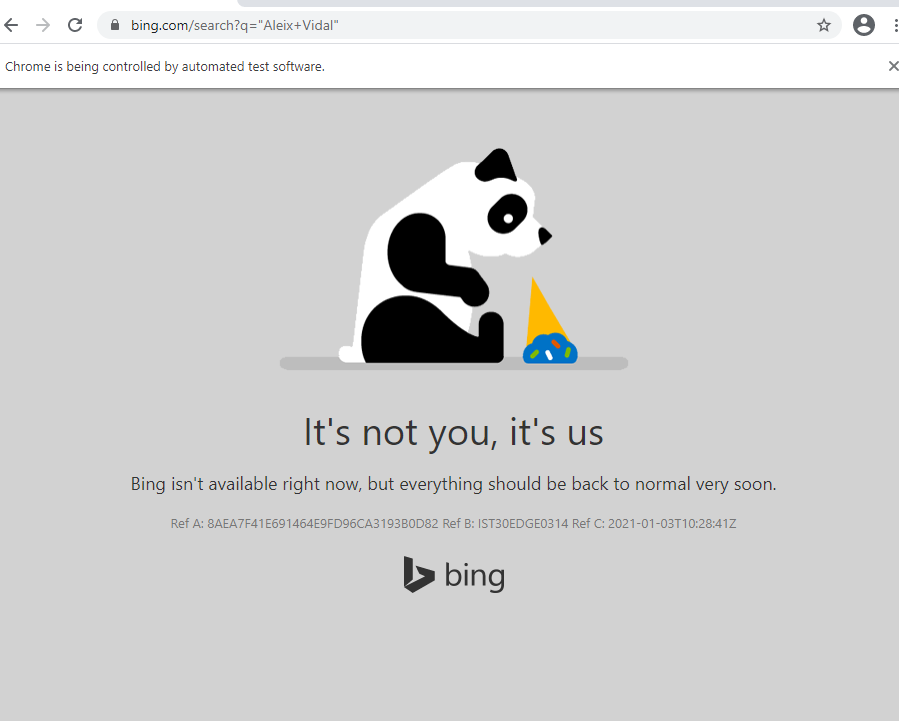 bing.com/search?q="Aleix+Vidal"
Chrome is being controlled by automated test software.
It's not you, it's us
Bing isn't available right now, but everything should be back to normal very soon.
Ref A: 8AEA7F41E691464E9FD96CA3193B0D82 Ref B: IST30EDGE0314 Ref C: 2021-01-03T10:28:41Z
bing